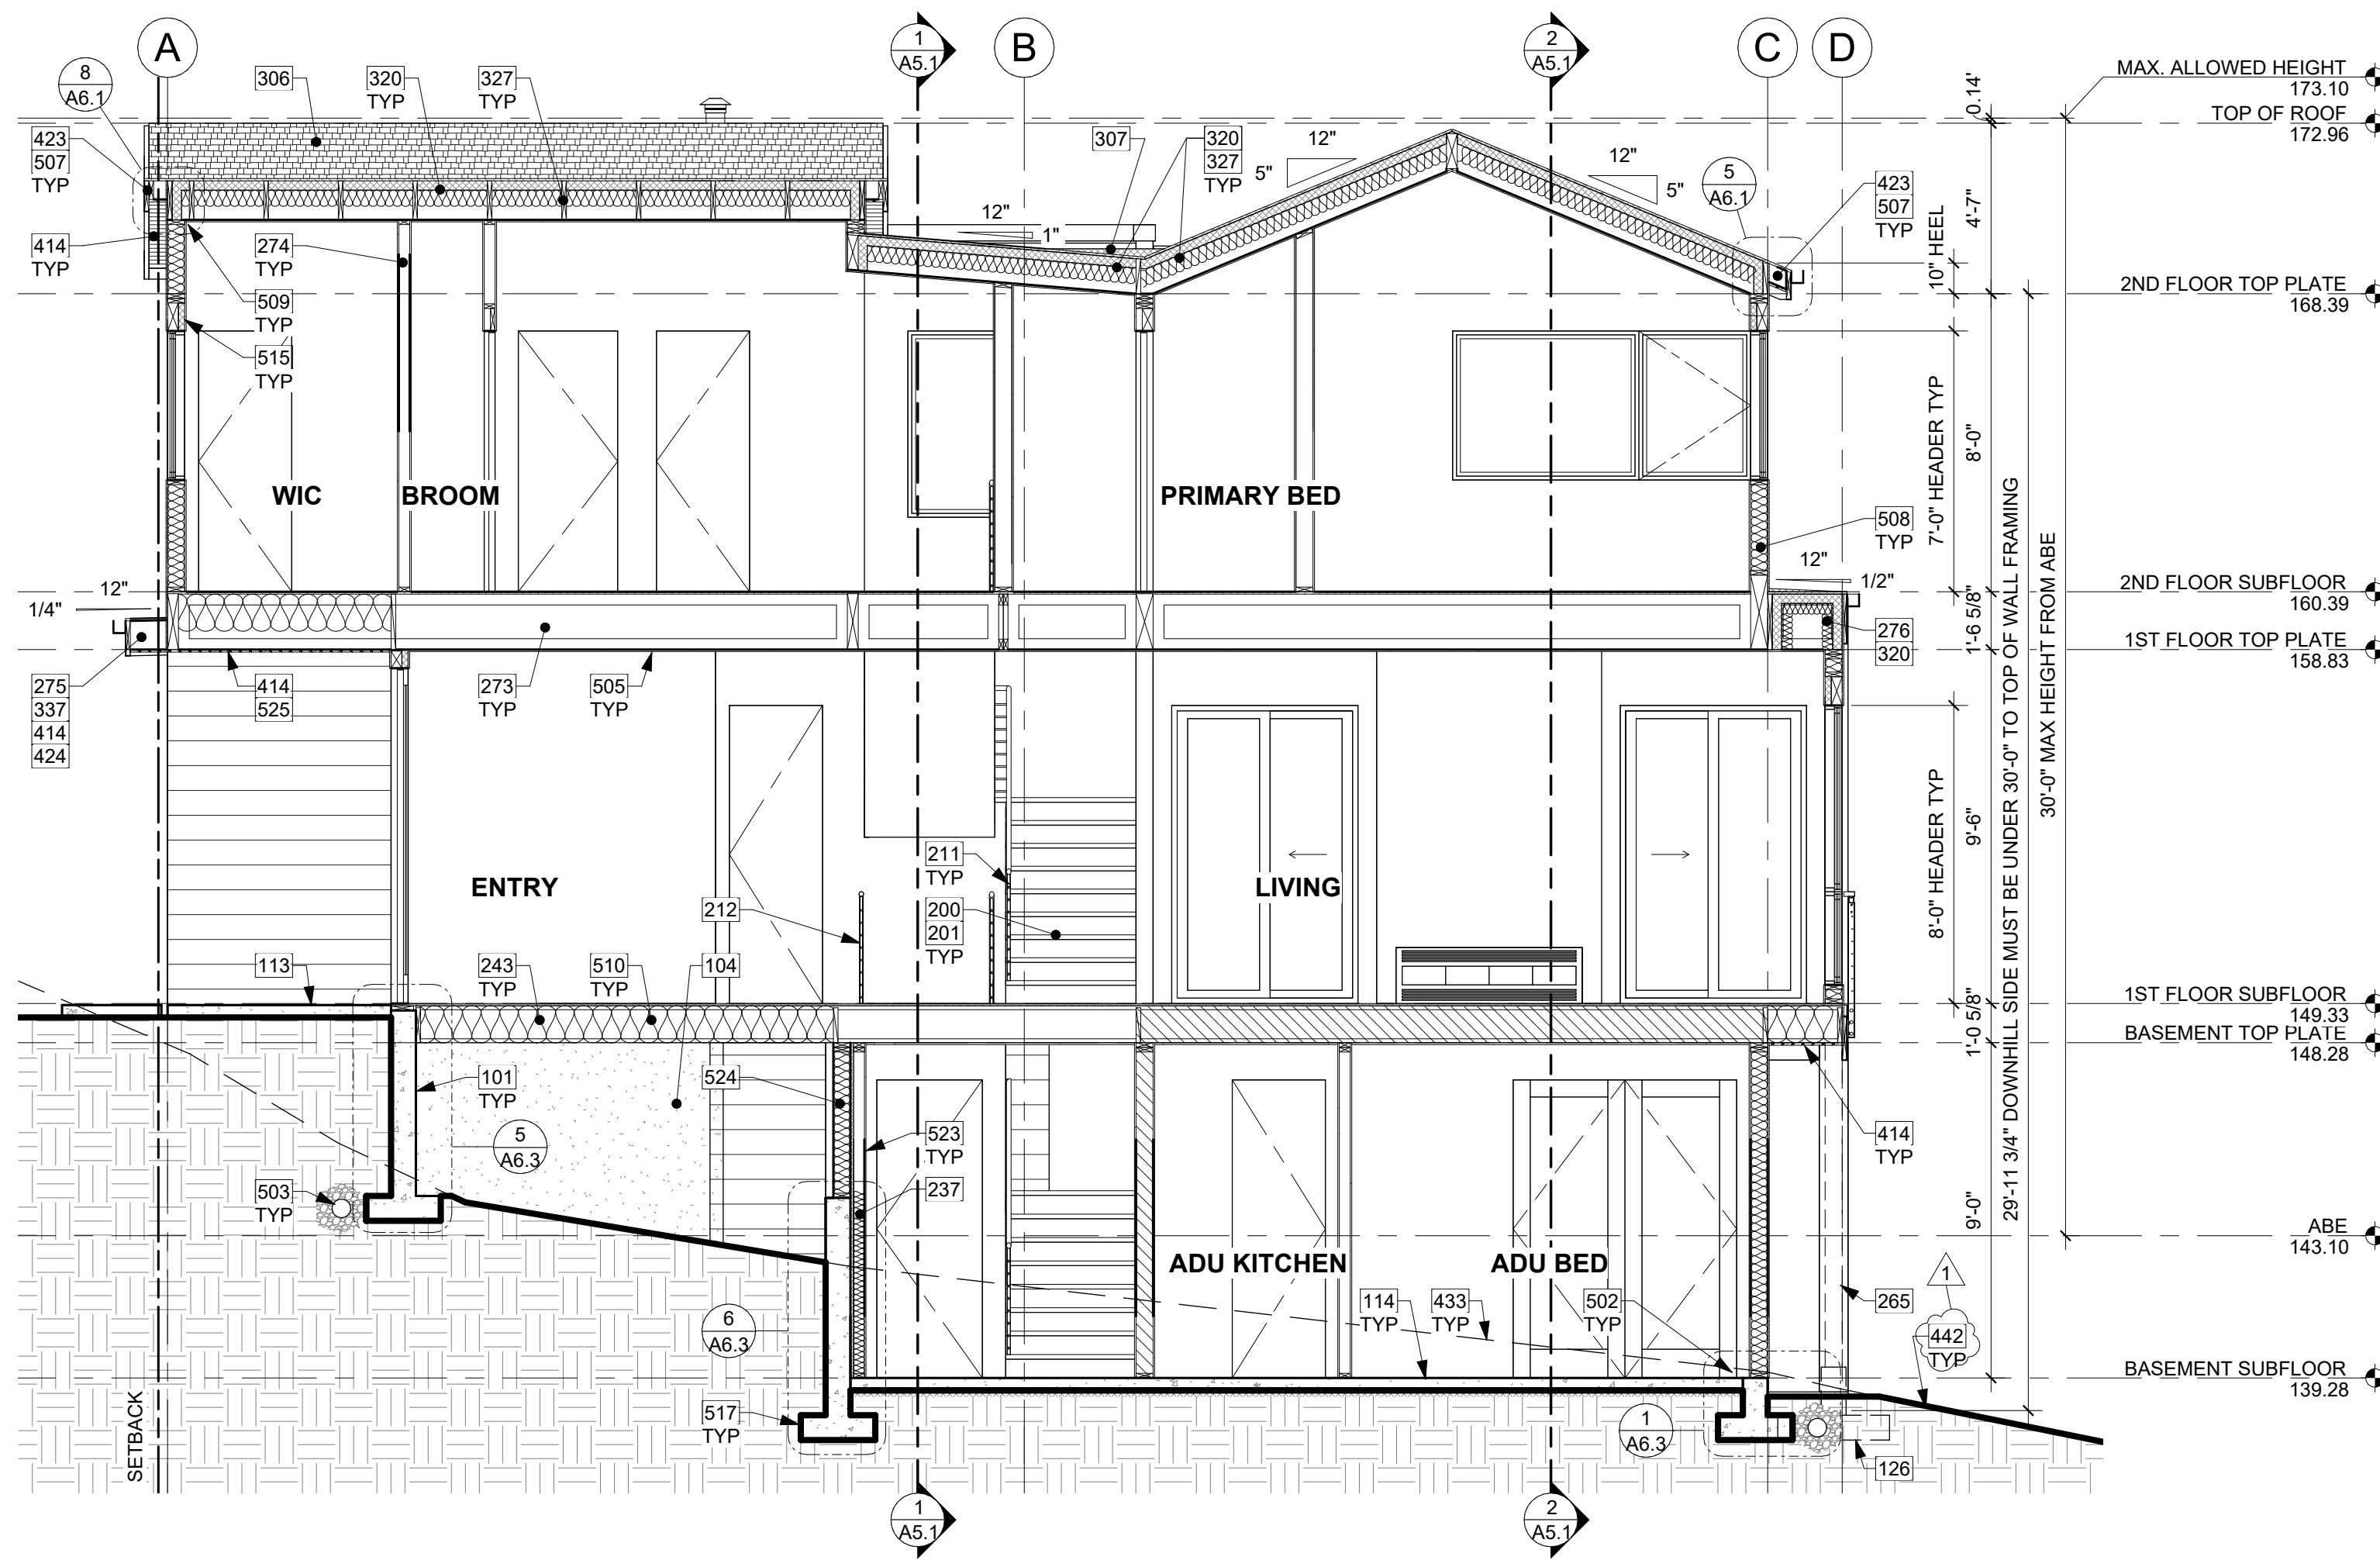 A
1
A5.1
B
2
A5.1
C
D
MAX. ALLOWED HEIGHT
173.10
0.14'
TOP OF ROOF
172.96
8
A6.1
306
320
TYP
327
TYP
423
507
TYP
307
320
327
TYP
12"
5"
12"
5"
5
A6.1
423
507
TYP
10" HEEL
4'-7"
414
TYP
274
TYP
12"
1"
509
TYP
515
TYP
2ND FLOOR TOP PLATE
168.39
WIC
BROOM
PRIMARY BED
7'-0" HEADER TYP
8'-0"
508
TYP
12"
1/2"
12"
1/4"
2ND FLOOR SUBFLOOR
160.39
1'-6 5/8"
276
320
1ST FLOOR TOP PLATE
158.83
275
337
414
424
414
525
273
TYP
505
TYP
29'-11 3/4" DOWNHILL SIDE MUST BE UNDER 30'-0" TO TOP OF WALL FRAMING
30'-0" MAX HEIGHT FROM ABE
8'-0" HEADER TYP
9'-6"
211
TYP
ENTRY
LIVING
212
200
201
TYP
113
243
TYP
510
TYP
104
1ST FLOOR SUBFLOOR
149.33
1'-0 5/8"
BASEMENT TOP PLATE
148.28
101
TYP
524
5
A6.3
523
TYP
414
TYP
503
TYP
237
9'-0"
ABE
143.10
ADU KITCHEN
ADU BED
1
6
A6.3
114
TYP
433
TYP
502
TYP
265
442
TYP
BASEMENT SUBFLOOR
139.28
SETBACK
517
TYP
1
A6.3
126
1
A5.1
2
A5.1